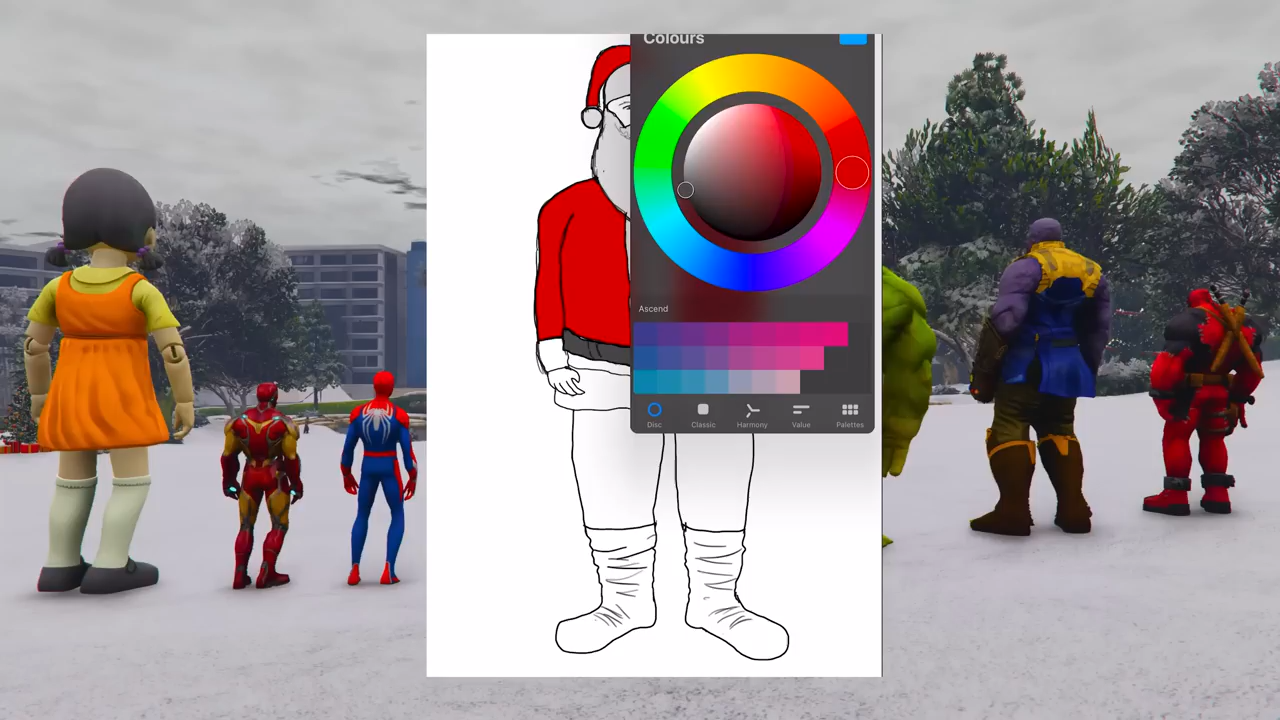 Colours
Ascend
Disc
Classic
Harmony
Value
Palettes